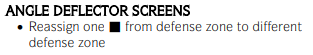 ANGLE DEFLECTOR SCREENS
• Reassign one ■ from defense zone to different
defense zone